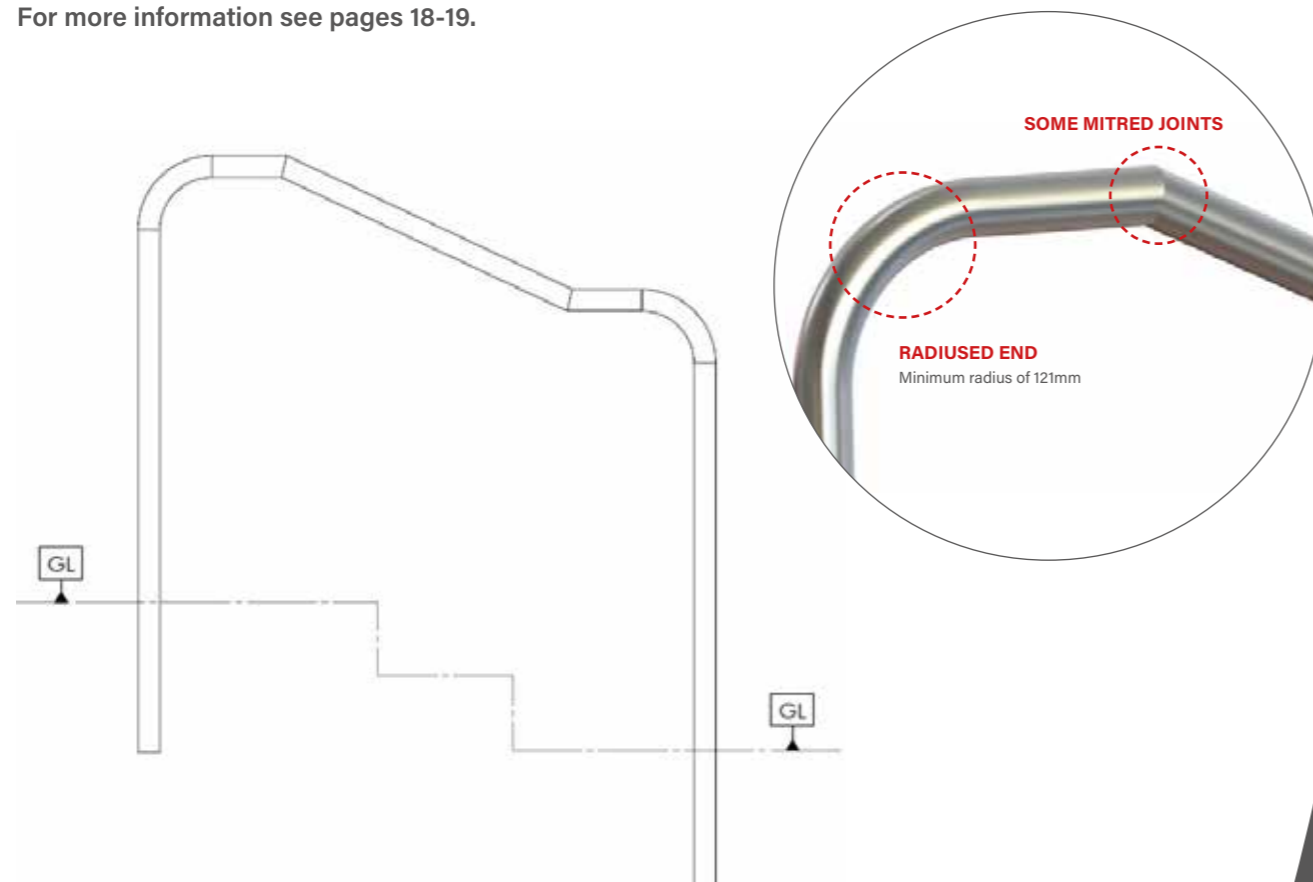 For more information see pages 18-19.
SOME MITRED JOINTS
RADIUSED END
Minimum radius of 121mm
GL
GL